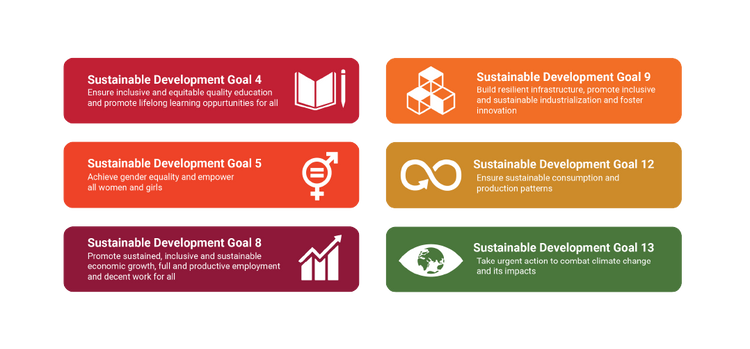 Sustainable Development Goal 4
Ensure inclusive and equitable quality education
and promote lifelong learning oppurtunities for all
Sustainable Development Goal 5
Achieve gender equality and empower
all women and girls
Sustainable Development Goal 8
Promote sustained, inclusive and sustainable
economic growth, full and productive employment
and decent work for all
Sustainable Development Goal 9
Build resilient infrastructure, promote inclusive
and sustainable industrialization and foster
innovation
Sustainable Development Goal 12
Ensure sustainable consumption and
production patterns
Sustainable Development Goal 13
Take urgent action to combat climate change
and its impacts